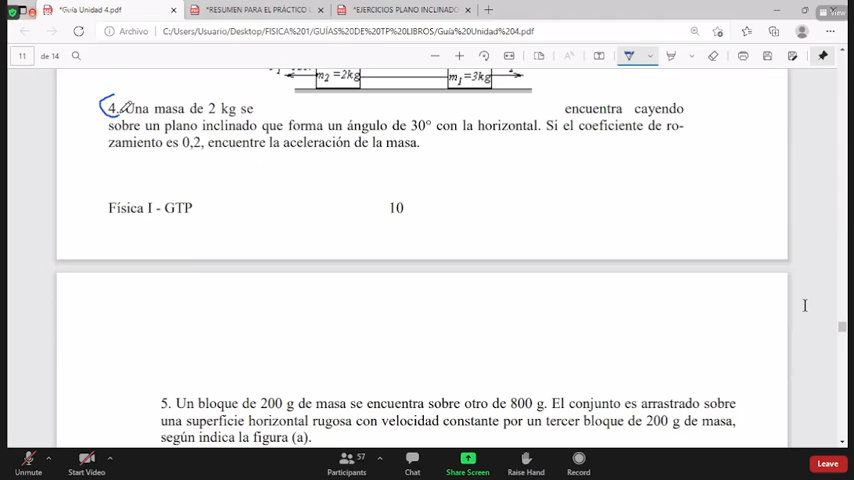 *Guía Unidad 4.pdf
*RESUMEN PARA EL PRÁCTICO
*EJERCICIOS PLANO INCLINADO
View
Archivo C:/Users/Usuario/Desktop/FISICA%201/GUÍAS%20DE%20TP%20LIBROS/Guía%20Unidad%204.pdf
11 de 14
m₂=2kg m₁=3kg
4. Una masa de 2 kg se encuentra cayendo
sobre un plano inclinado que forma un ángulo de 30° con la horizontal. Si el coeficiente de ro-
zamiento es 0,2, encuentre la aceleración de la masa.
Física I - GTP 10
5. Un bloque de 200 g de masa se encuentra sobre otro de 800 g. El conjunto es arrastrado sobre
una superficie horizontal rugosa con velocidad constante por un tercer bloque de 200 g de masa,
según indica la figura (a).
57
Unmute Start Video Participants Chat Share Screen Raise Hand Record Leave